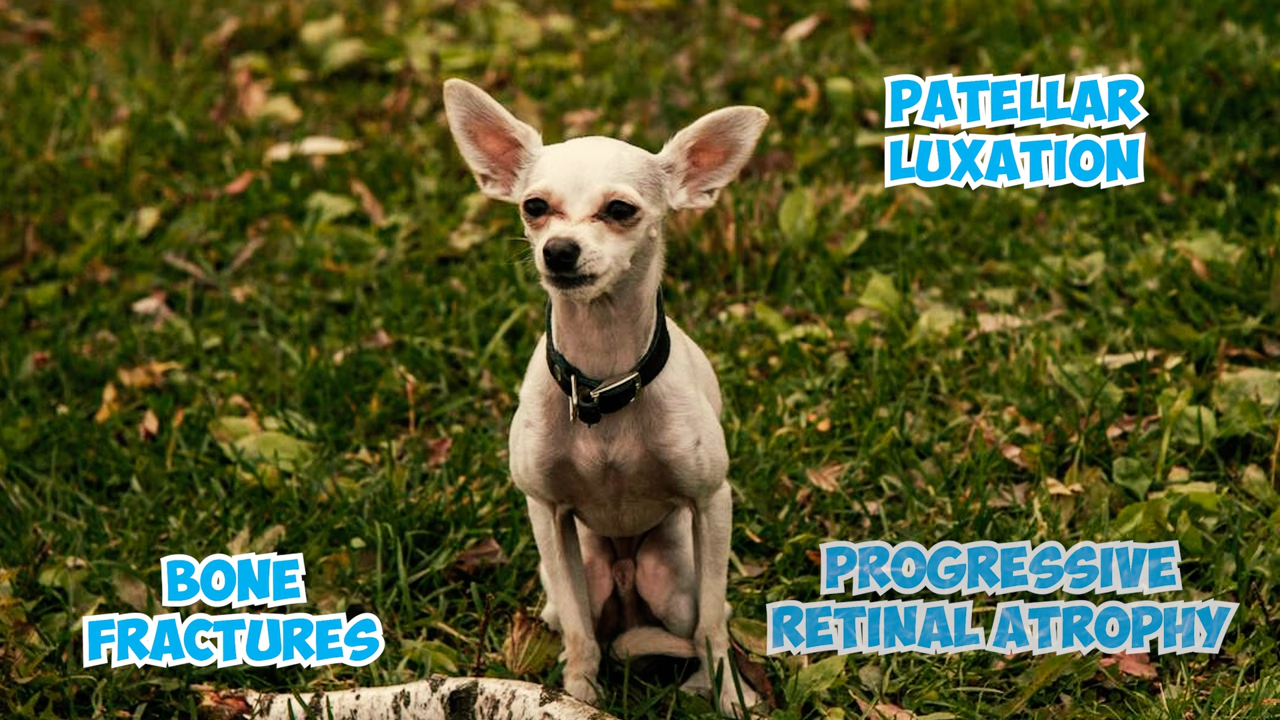 PATELLAR
LUXATION
BONE
FRACTURES
PROGRESSIVE
RETINAL ATROPHY